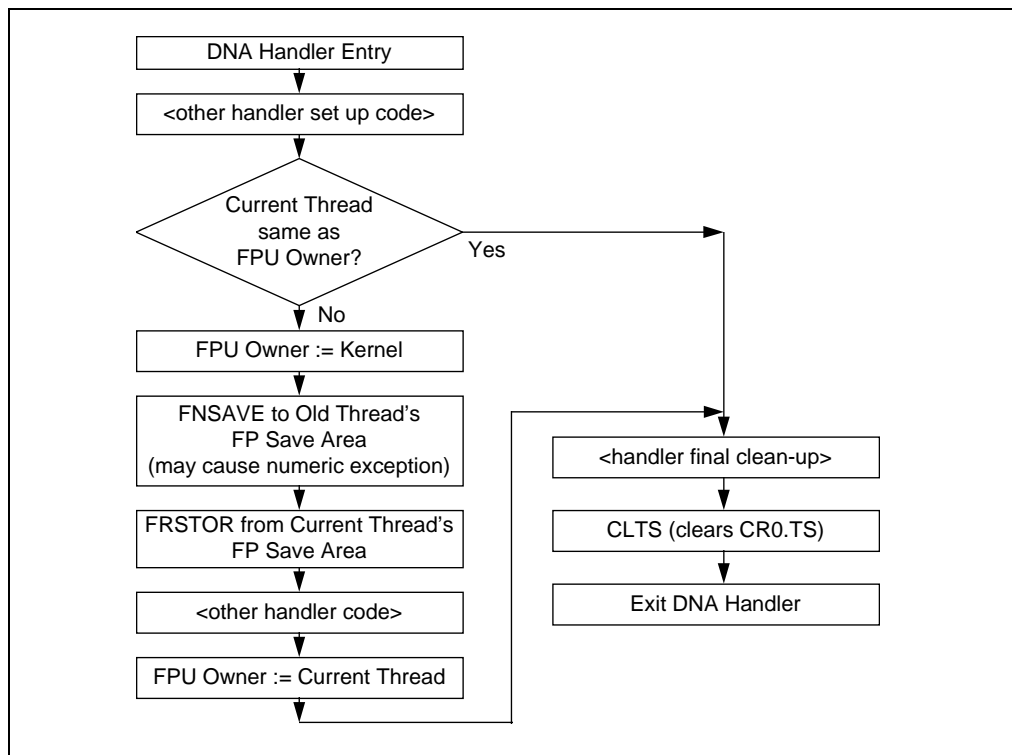 DNA Handler Entry
<other handler set up code>
Current Thread
same as
FPU Owner?
Yes
No
FPU Owner := Kernel
FNSAVE to Old Thread’s
FP Save Area
(may cause numeric exception)
FRSTOR from Current Thread’s
FP Save Area
<other handler code>
FPU Owner := Current Thread
<handler final clean-up>
CLTS (clears CR0.TS)
Exit DNA Handler